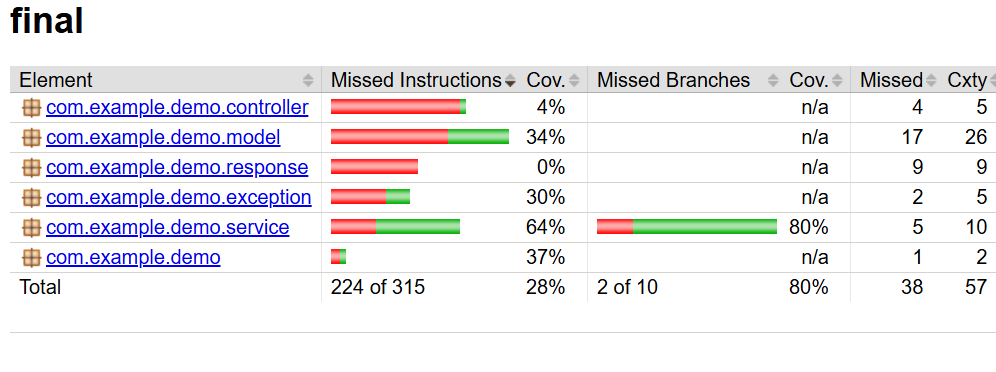 final
Element Missed Instructions Cov. Missed Branches Cov. Missed Cxty
com.example.demo.controller 4% n/a 4 5
com.example.demo.model 34% n/a 17 26
com.example.demo.response 0% n/a 9 9
com.example.demo.exception 30% n/a 2 5
com.example.demo.service 64% 80% 5 10
com.example.demo 37% n/a 1 2
Total 224 of 315 28% 2 of 10 80% 38 57